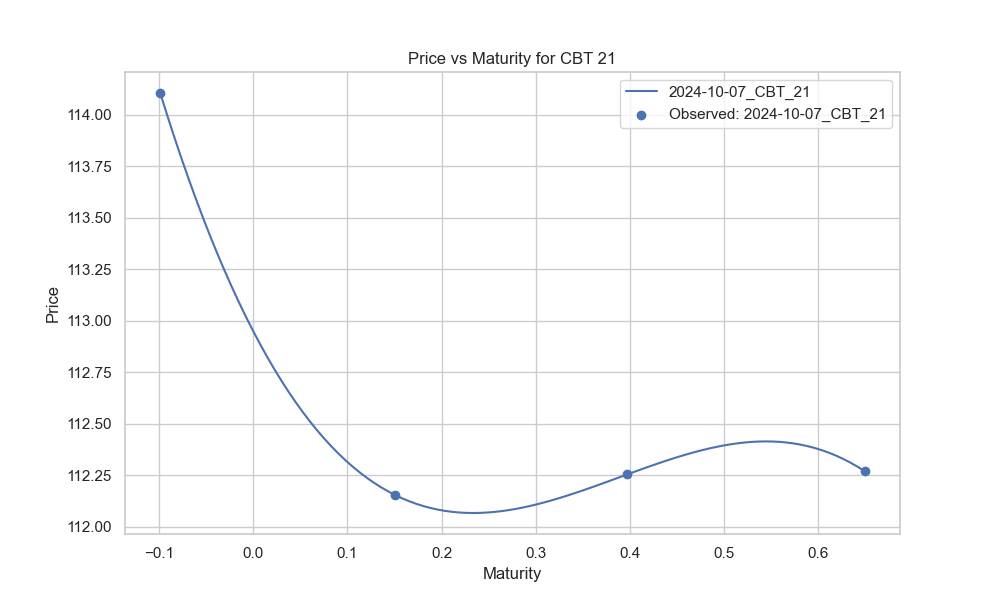 Price vs Maturity for CBT 21
2024-10-07_CBT_21
Observed: 2024-10-07_CBT_21
Price
114.00
113.75
113.50
113.25
113.00
112.75
112.50
112.25
112.00
−0.1 0.0 0.1 0.2 0.3 0.4 0.5 0.6
Maturity